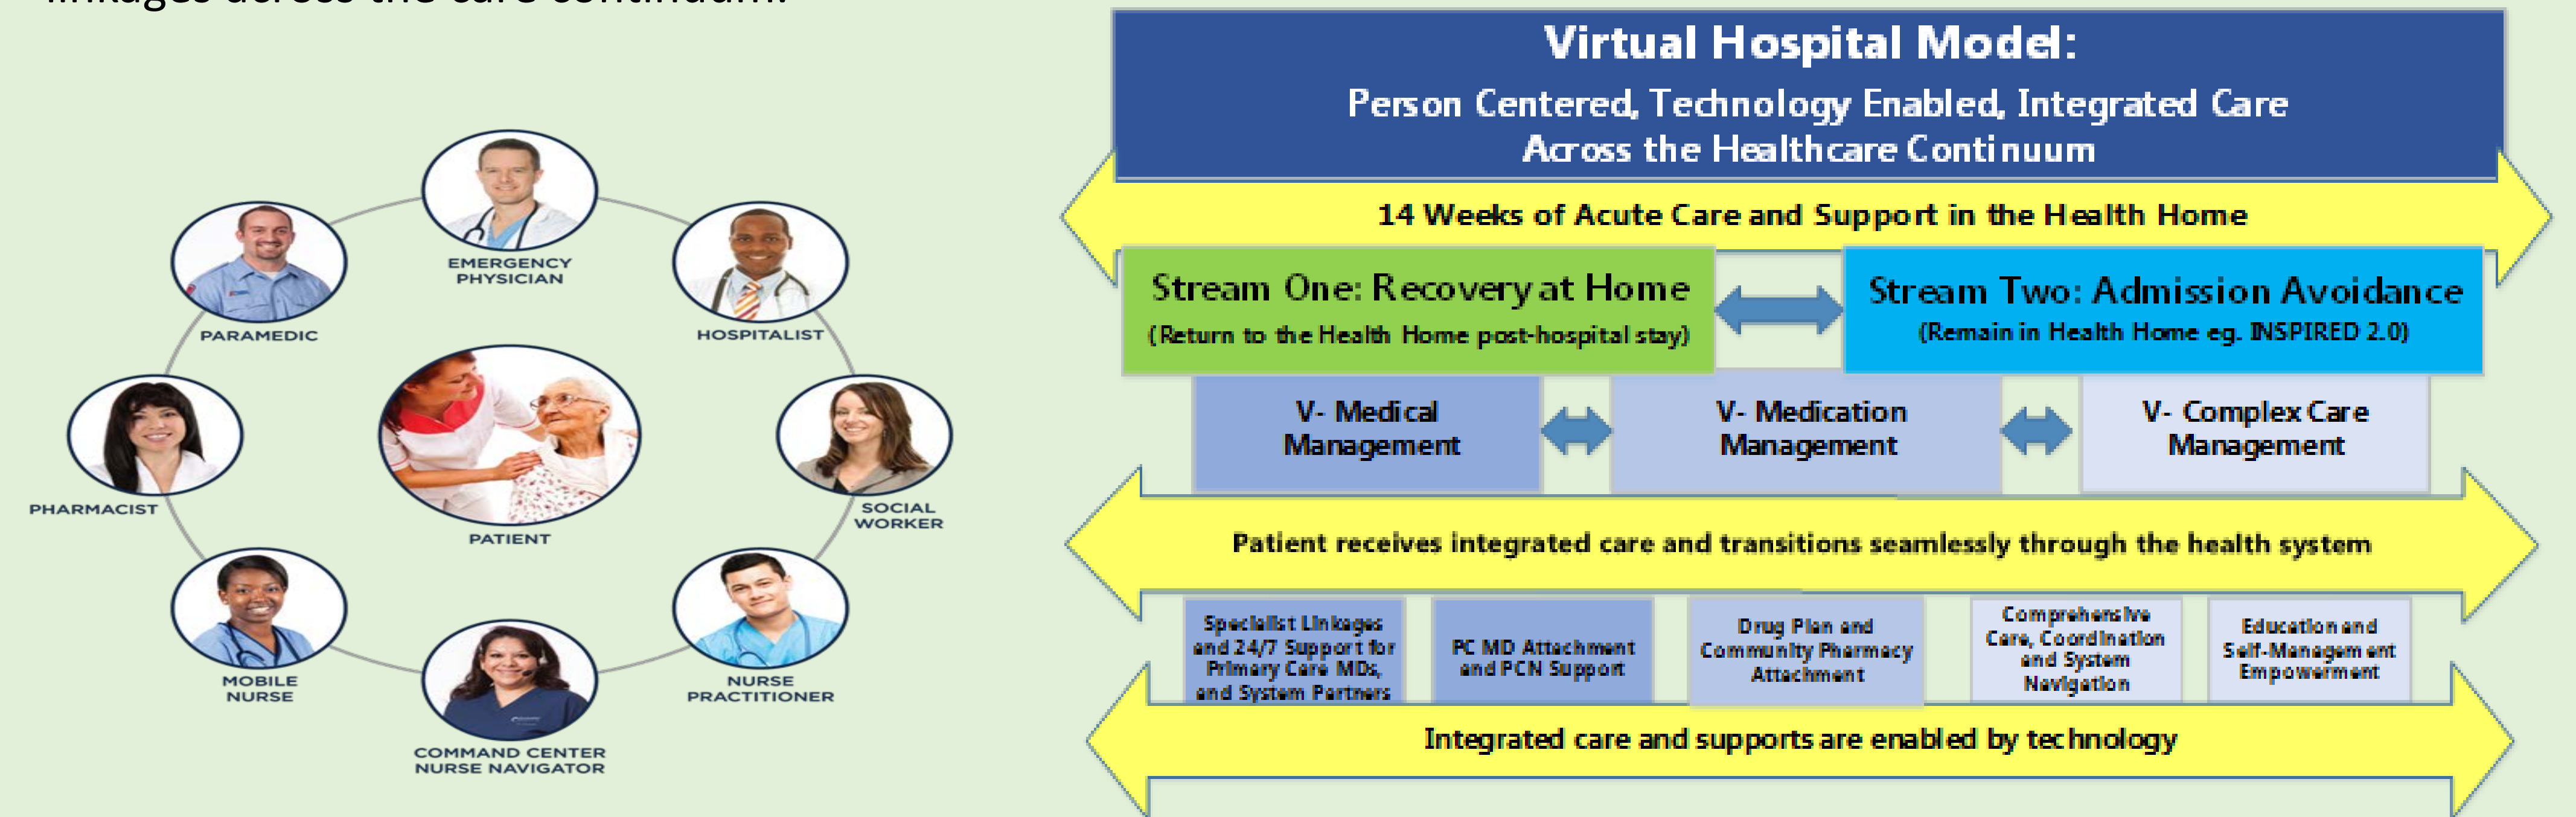 linkages across the care continuum.
EMERGENCY
PHYSICIAN
PARAMEDIC
HOSPITALIST
PHARMACIST
SOCIAL
WORKER
PATIENT
MOBILE
NURSE
NURSE
PRACTITIONER
COMMAND CENTER
NURSE NAVIGATOR
Virtual Hospital Model:
Person Centered, Technology Enabled, Integrated Care
Across the Healthcare Continuum
14 Weeks of Acute Care and Support in the Health Home
Stream One: Recovery at Home
(Return to the Health Home post-hospital stay)
Stream Two: Admission Avoidance
(Remain in Health Home eg. INSPIRED 2.0)
V- Medical
Management
V- Medication
Management
V- Complex Care
Management
Patient receives integrated care and transitions seamlessly through the health system
Specialist Linkages
and 24/7 Support for
Primary Care MDs,
and System Partners
PC MD Attachment
and PCN Support
Drug Plan and
Community Pharmacy
Attachment
Comprehensive
Care, Coordination
and System
Navigation
Education and
Self-Management
Empowerment
Integrated care and supports are enabled by technology